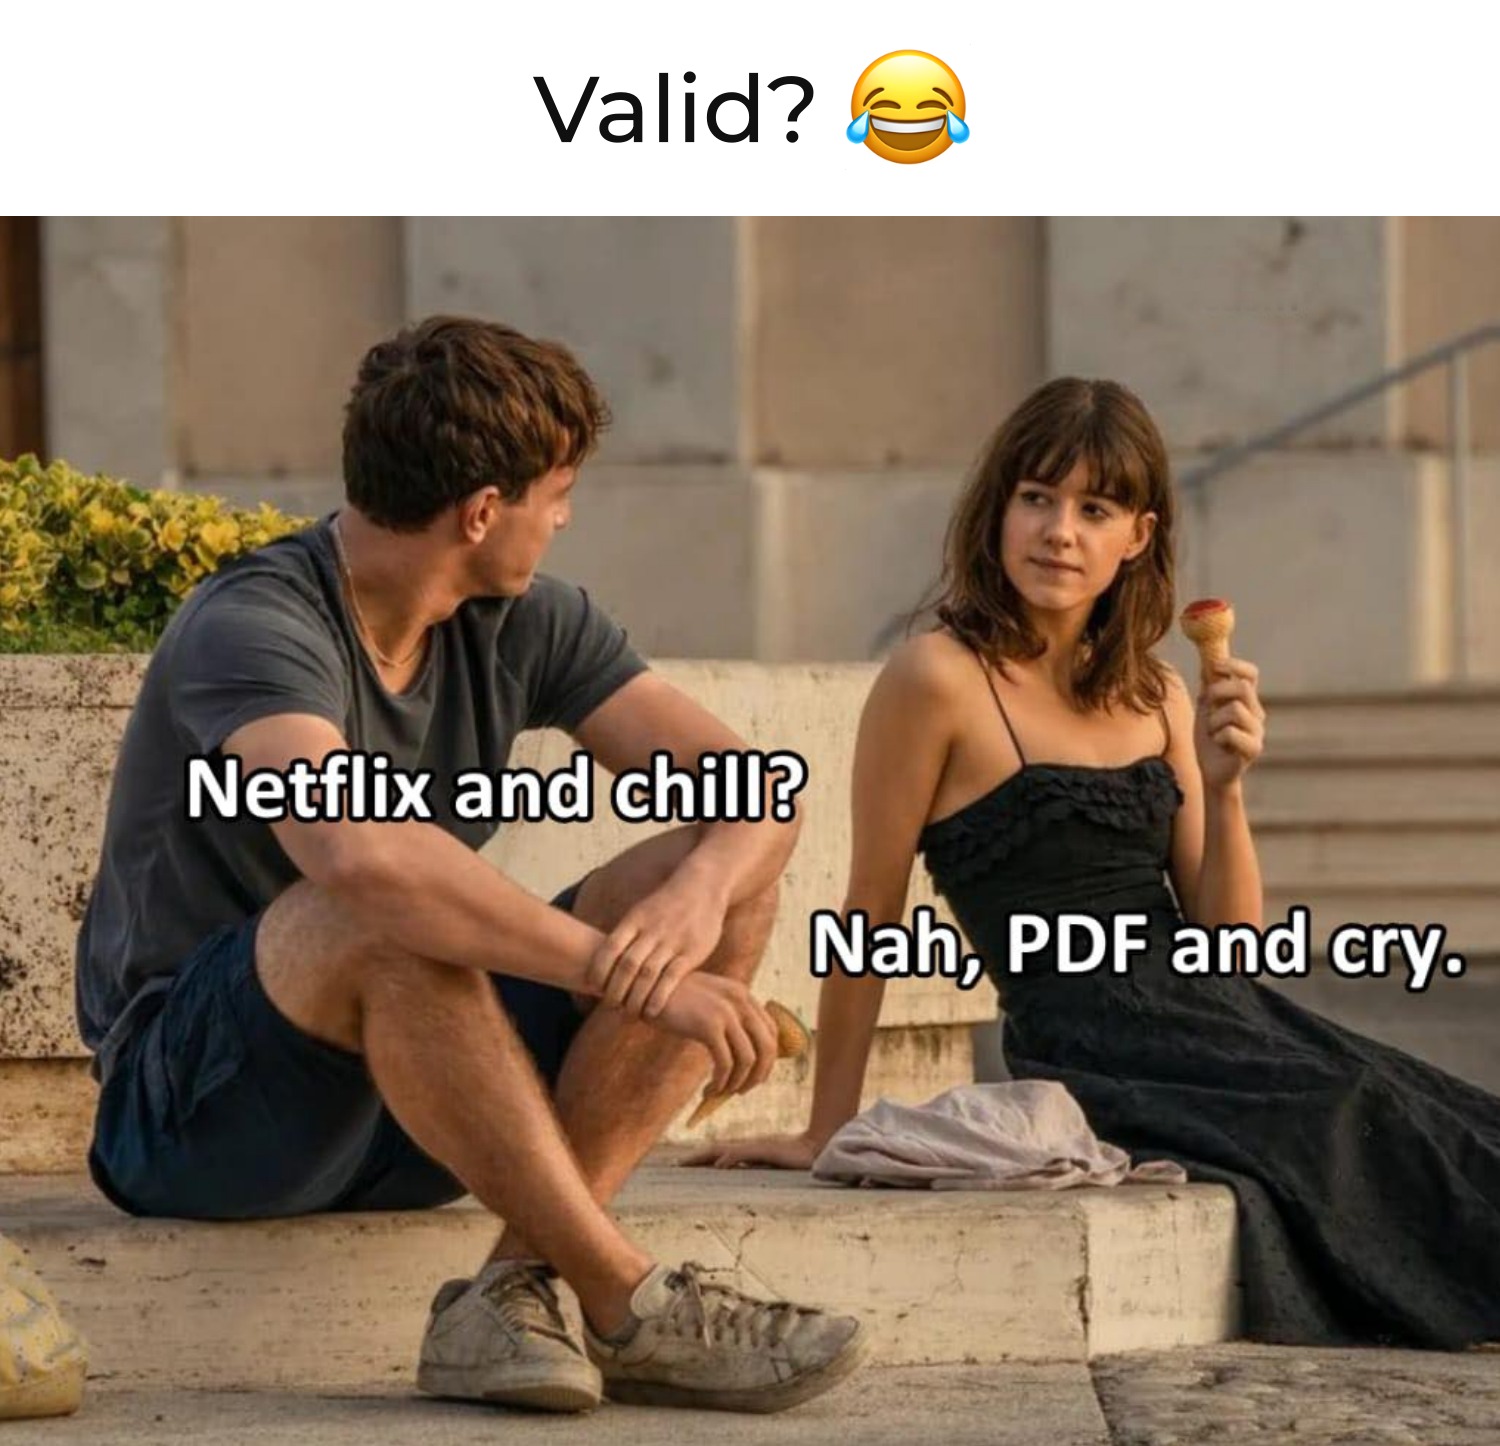 Valid? 😂
Netflix and chill?
Nah, PDF and cry.